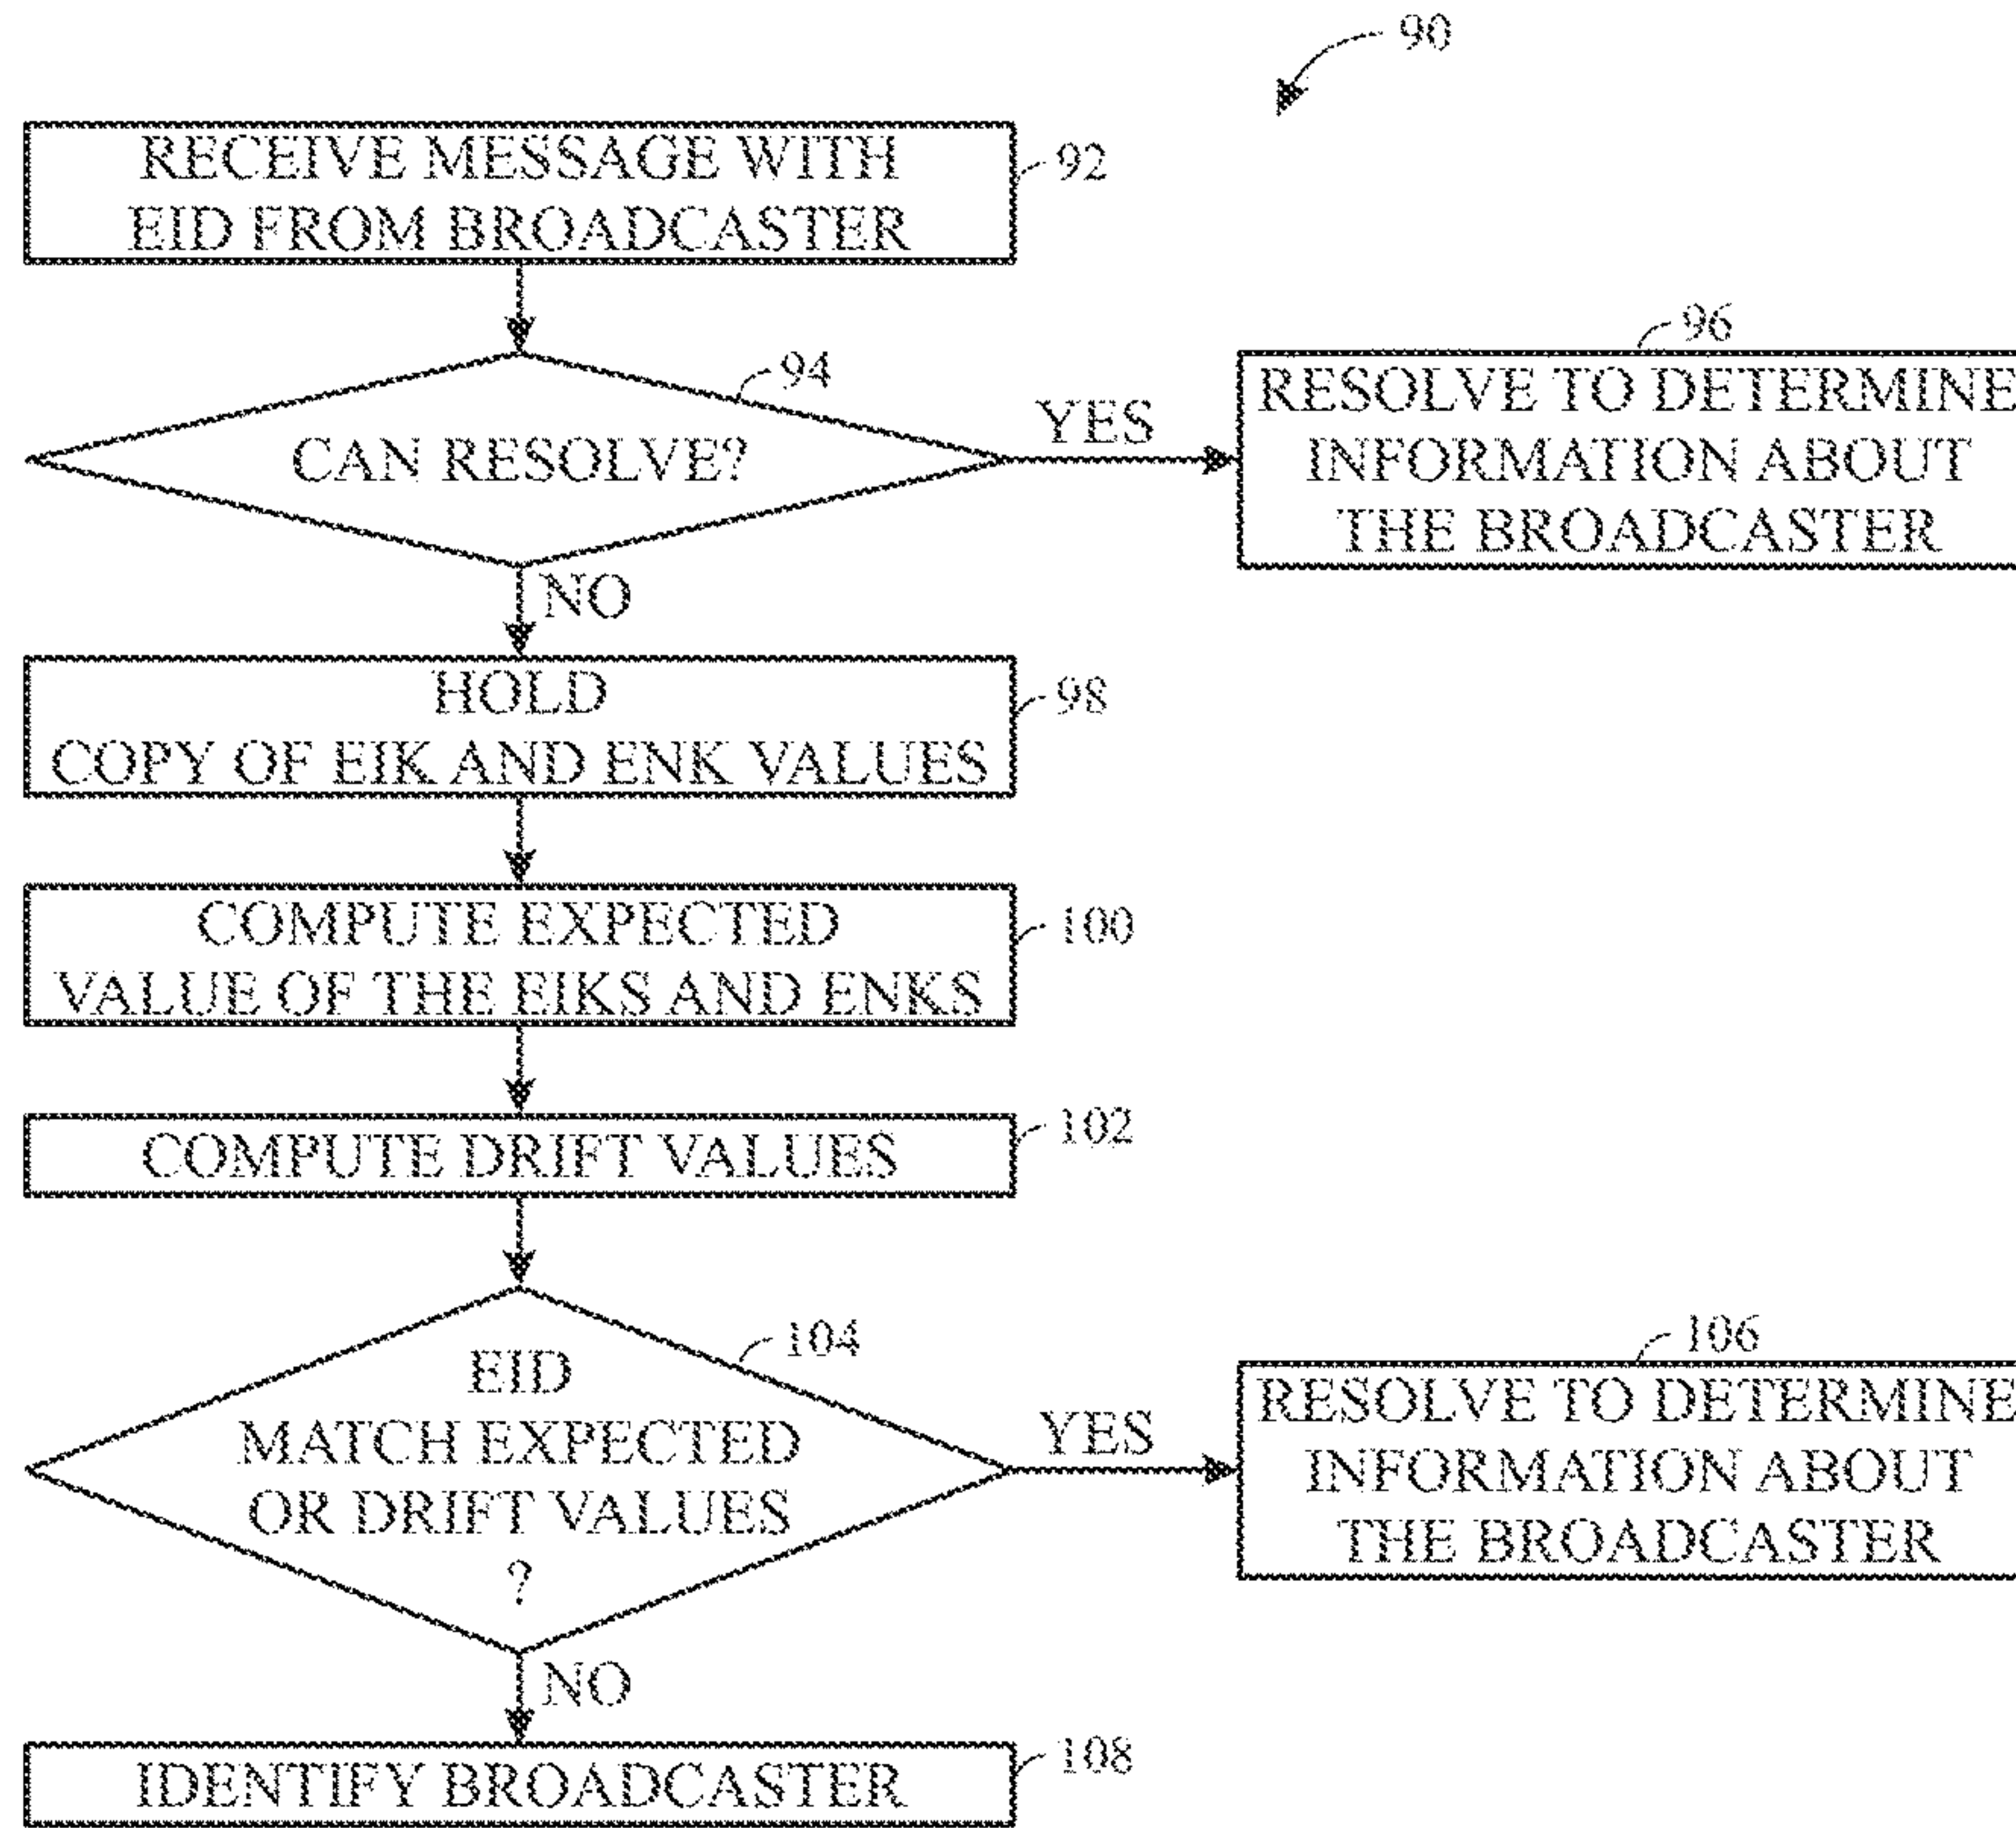 90
RECEIVE MESSAGE WITH
EID FROM BROADCASTER
92
94
CAN RESOLVE?
YES
96
RESOLVE TO DETERMINE
INFORMATION ABOUT
THE BROADCASTER
NO
HOLD
COPY OF EIK AND ENK VALUES
98
COMPUTE EXPECTED
VALUE OF THE EIKS AND ENKS
100
COMPUTE DRIFT VALUES
102
104
EID
MATCH EXPECTED
OR DRIFT VALUES
?
YES
106
RESOLVE TO DETERMINE
INFORMATION ABOUT
THE BROADCASTER
NO
IDENTIFY BROADCASTER
108